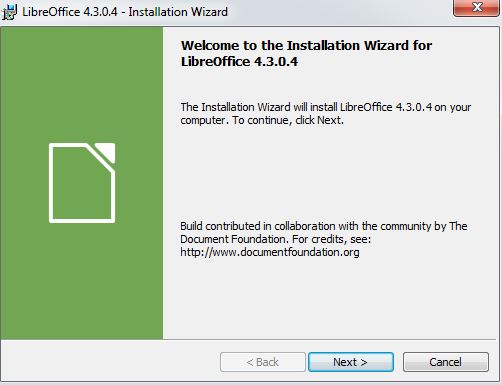 LibreOffice 4.3.0.4 - Installation Wizard
Welcome to the Installation Wizard for
LibreOffice 4.3.0.4
The Installation Wizard will install LibreOffice 4.3.0.4 on your
computer. To continue, click Next.
Build contributed in collaboration with the community by The
Document Foundation. For credits, see:
http://www.documentfoundation.org
< Back
Next >
Cancel